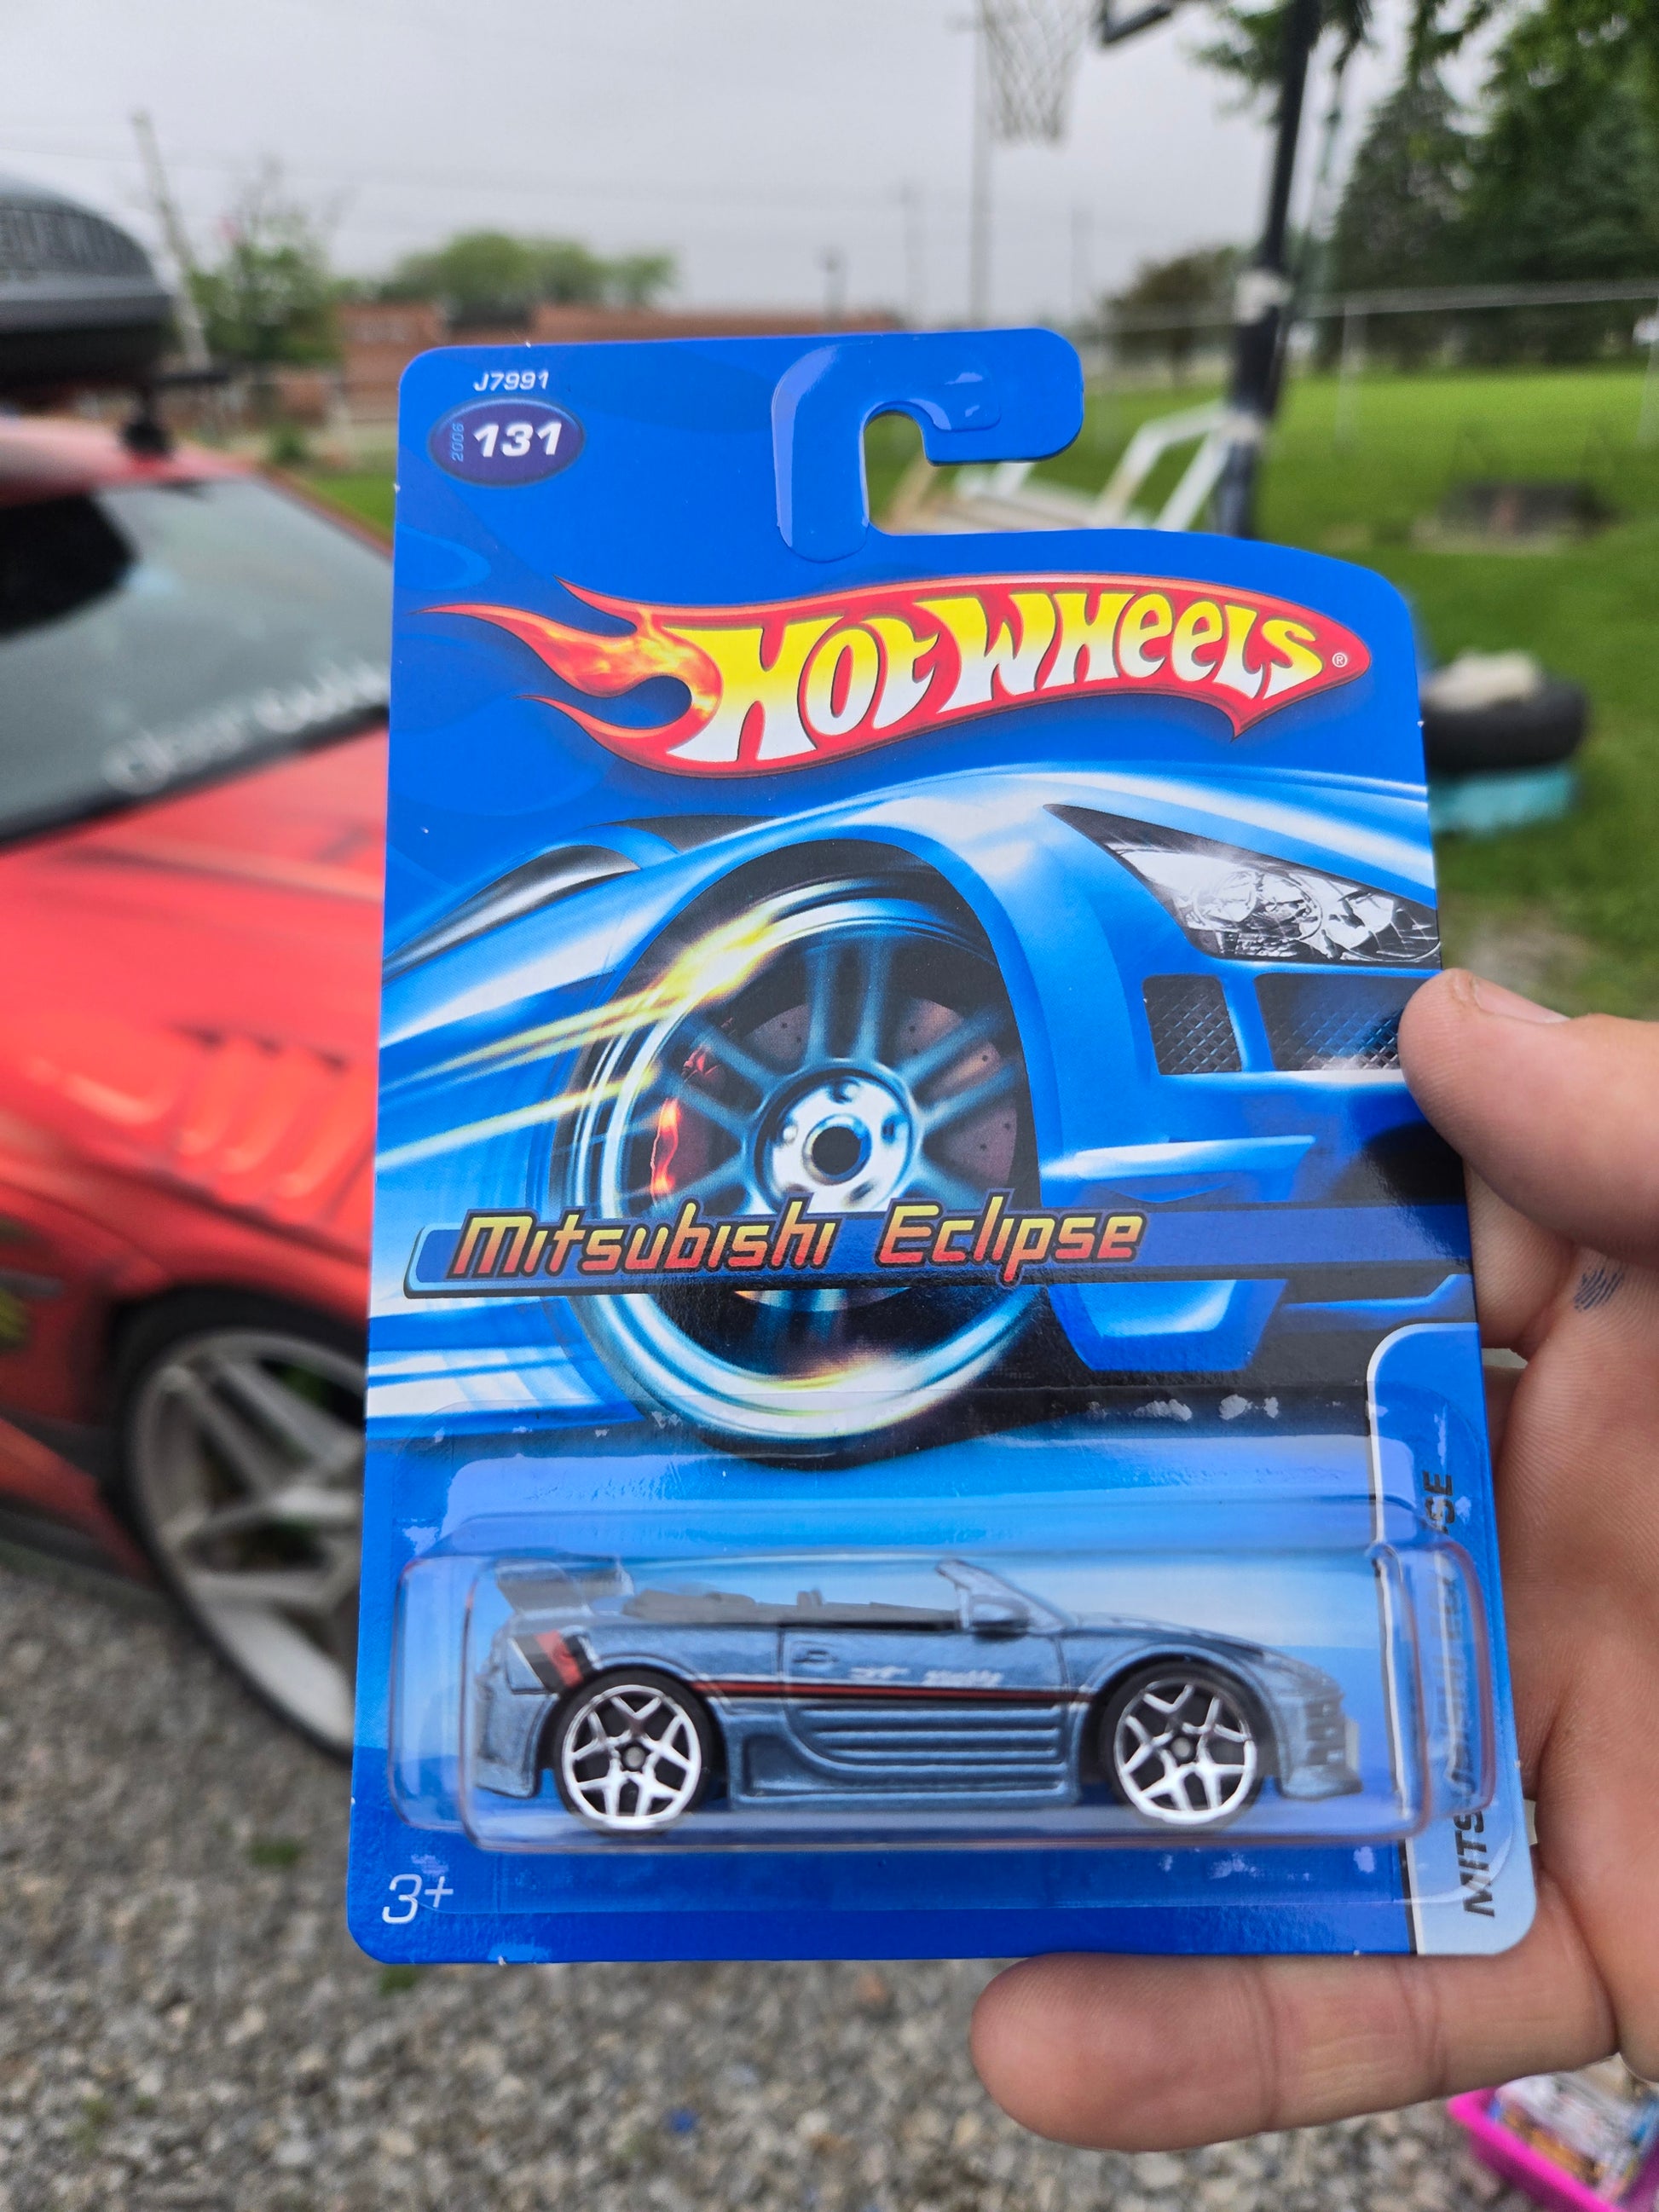 J7991
2006 131
HOT WHEELS ®
Mitsubishi Eclipse
3+